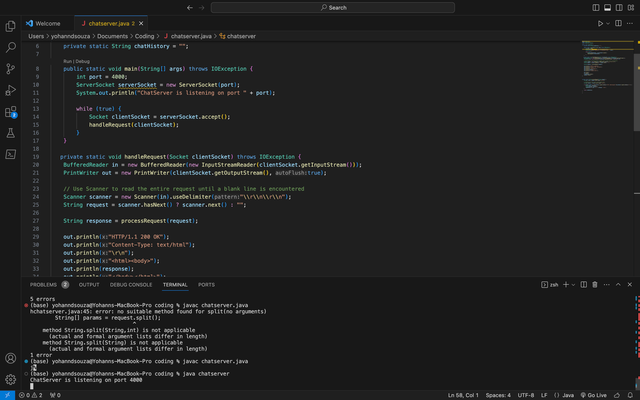 Search
Welcome
chatserver.java 2
Users > yohanndsouza > Documents > Coding > chatserver.java > chatserver
6 private static String chatHistory = "";
7
Run | Debug
8 public static void main(String[] args) throws IOException {
9 int port = 4000;
10 ServerSocket serverSocket = new ServerSocket(port);
11 System.out.println("ChatServer is listening on port " + port);
12
13 while (true) {
14 Socket clientSocket = serverSocket.accept();
15 handleRequest(clientSocket);
16 }
17 }
18
19 private static void handleRequest(Socket clientSocket) throws IOException {
20 BufferedReader in = new BufferedReader(new InputStreamReader(clientSocket.getInputStream()));
21 PrintWriter out = new PrintWriter(clientSocket.getOutputStream(), autoFlush:true);
22
23 // Use Scanner to read the entire request until a blank line is encountered
24 Scanner scanner = new Scanner(in).useDelimiter(pattern:"\\r\\n\\r\\n");
25 String request = scanner.hasNext() ? scanner.next() : "";
26
27 String response = processRequest(request);
28
29 out.println(x:"HTTP/1.1 200 OK");
30 out.println(x:"Content-Type: text/html");
31 out.println(x:"\r\n");
32 out.println(x:"<html><body>");
33 out.println(response);
PROBLEMS 2 OUTPUT DEBUG CONSOLE TERMINAL PORTS
zsh
5 errors
(base) yohanndsouza@Yohanns-MacBook-Pro coding % javac chatserver.java
hchatserver.java:45: error: no suitable method found for split(no arguments)
String[] params = request.split();
^
method String.split(String,int) is not applicable
(actual and formal argument lists differ in length)
method String.split(String) is not applicable
(actual and formal argument lists differ in length)
1 error
(base) yohanndsouza@Yohanns-MacBook-Pro coding % javac chatserver.java
(base) yohanndsouza@Yohanns-MacBook-Pro coding % java chatserver
ChatServer is listening on port 4000
0 2 0 Ln 58, Col 1 Spaces: 4 UTF-8 LF {} Java Go Live